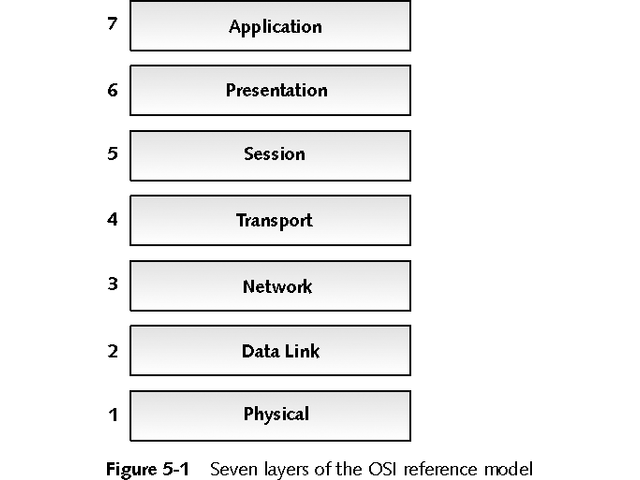 7 Application
6 Presentation
5 Session
4 Transport
3 Network
2 Data Link
1 Physical
Figure 5-1 Seven layers of the OSI reference model